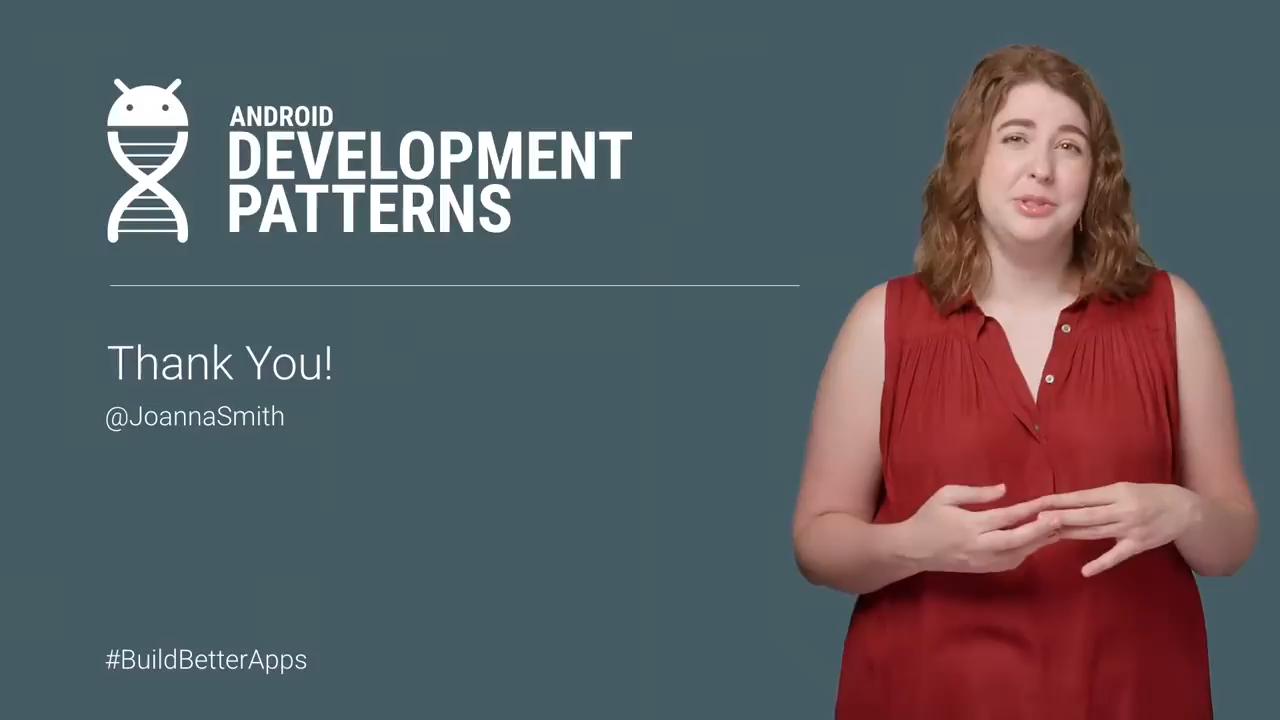 ANDROID
DEVELOPMENT
PATTERNS
Thank You!
@JoannaSmith
#BuildBetterApps